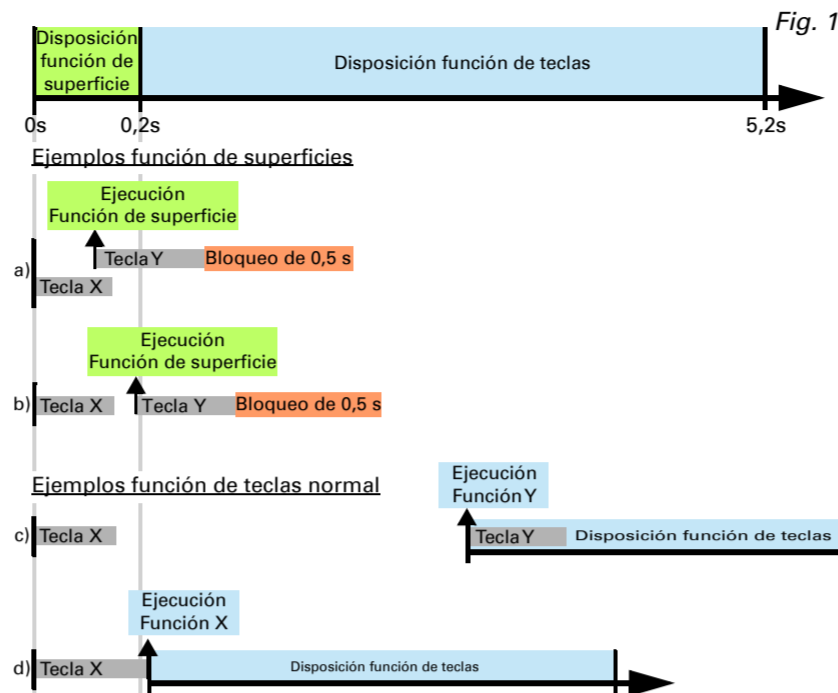 Fig. 1
Disposición
función de
superficie
Disposición función de teclas
0s
0,2s
5,2s
Ejemplos función de superficies
Ejecución
Función de superficie
a)
Tecla Y
Bloqueo de 0,5 s
Tecla X
Ejecución
Función de superficie
b)
Tecla X
Tecla Y
Bloqueo de 0,5 s
Ejemplos función de teclas normal
Ejecución
Función Y
c)
Tecla X
Tecla Y
Disposición función de teclas
Ejecución
Función X
d)
Tecla X
Disposición función de teclas